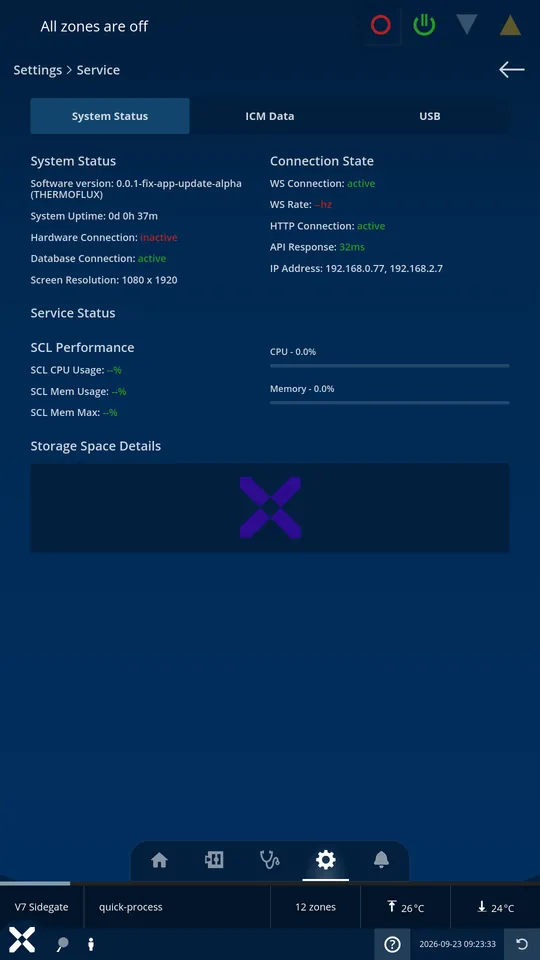 All zones are off
Settings > Service
System Status
ICM Data
USB
System Status
Software version: 0.0.1-fix-app-update-alpha
(THERMOFLUX)
System Uptime: 0d 0h 37m
Hardware Connection: inactive
Database Connection: active
Screen Resolution: 1080 x 1920
Connection State
WS Connection: active
WS Rate: --hz
HTTP Connection: active
API Response: 32ms
IP Address: 192.168.0.77, 192.168.2.7
Service Status
SCL Performance
SCL CPU Usage: --%
SCL Mem Usage: --%
SCL Mem Max: --%
CPU - 0.0%
Memory - 0.0%
Storage Space Details
V7 Sidegate
quick-process
12 zones
26°C
24°C
2026-09-23 09:23:33